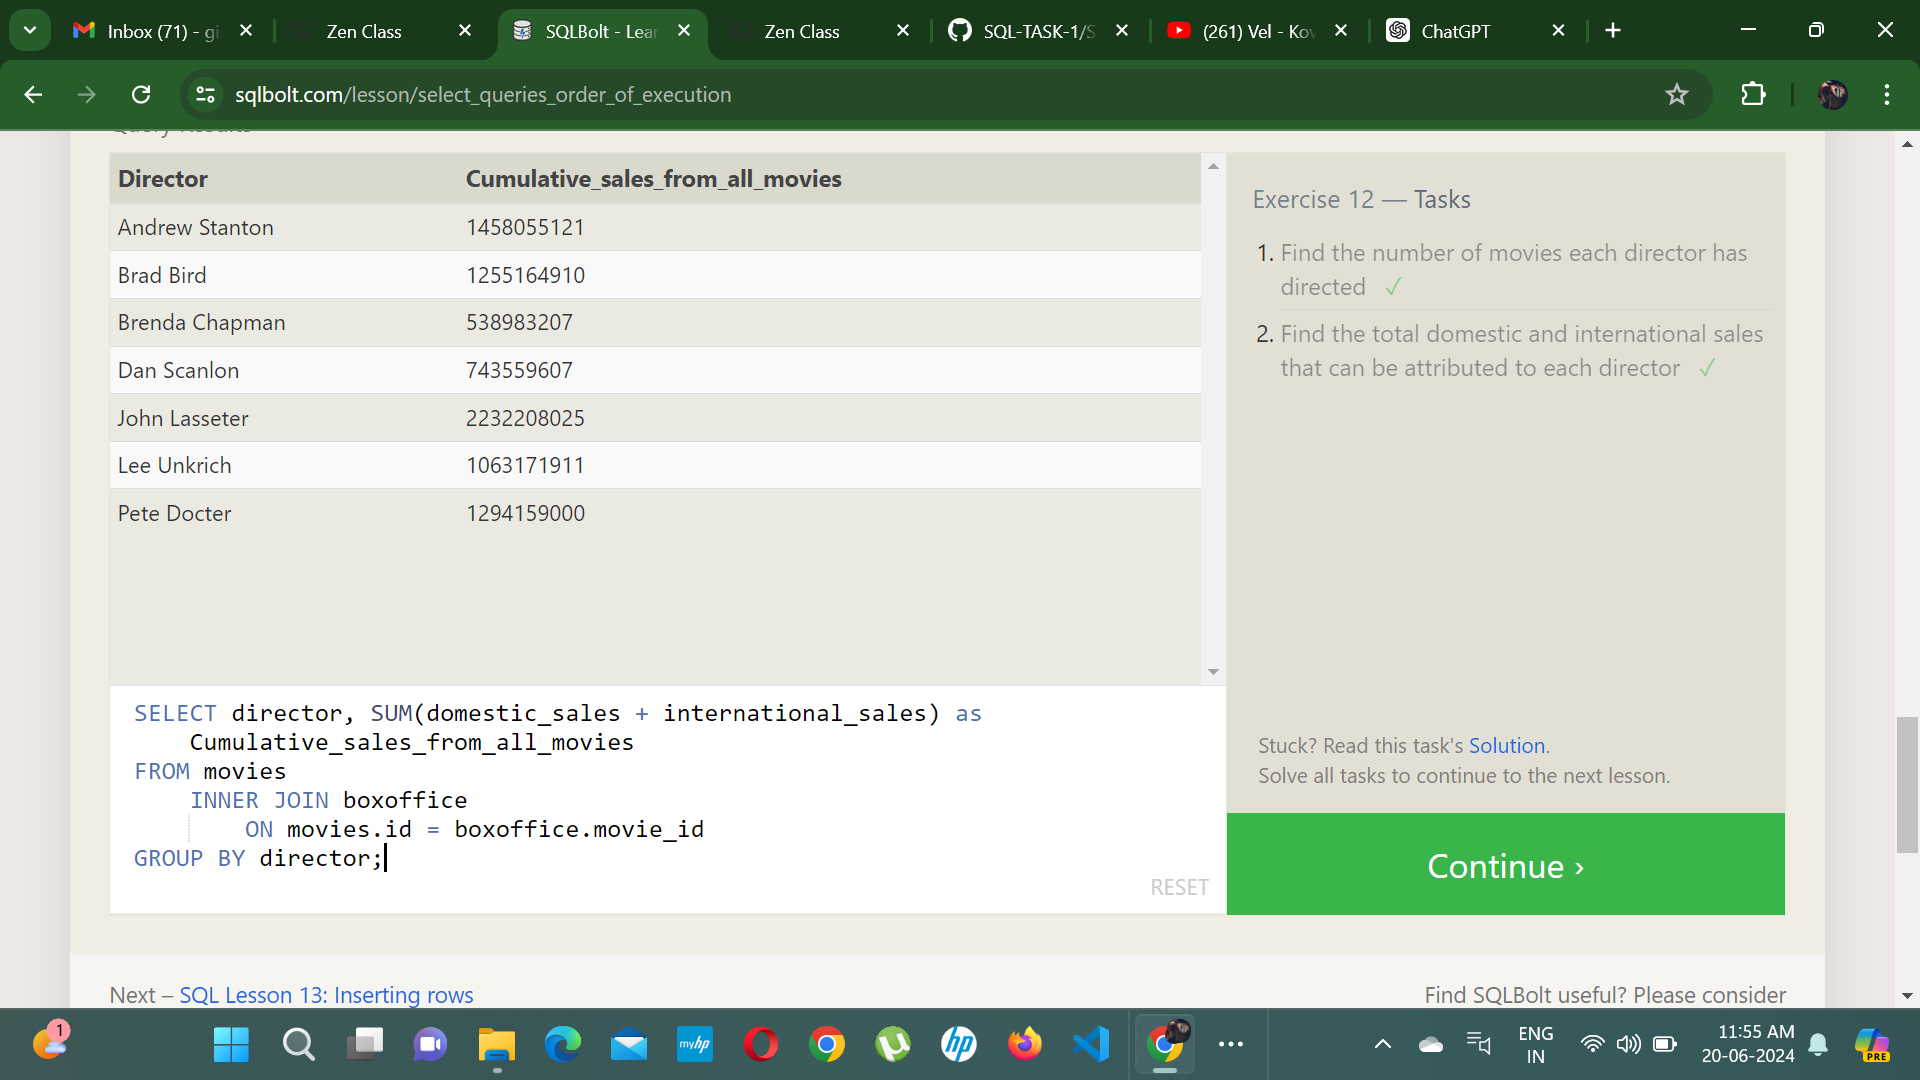 Inbox (71) - gi
Zen Class
SQLBolt - Lear
Zen Class
SQL-TASK-1/S
(261) Vel - Kov
ChatGPT
sqlbolt.com/lesson/select_queries_order_of_execution
Query Results
Director Cumulative_sales_from_all_movies
Andrew Stanton 1458055121
Brad Bird 1255164910
Brenda Chapman 538983207
Dan Scanlon 743559607
John Lasseter 2232208025
Lee Unkrich 1063171911
Pete Docter 1294159000
SELECT director, SUM(domestic_sales + international_sales) as
Cumulative_sales_from_all_movies
FROM movies
INNER JOIN boxoffice
ON movies.id = boxoffice.movie_id
GROUP BY director;
RESET
Exercise 12 — Tasks
1. Find the number of movies each director has
directed ✓
2. Find the total domestic and international sales
that can be attributed to each director ✓
Stuck? Read this task's Solution.
Solve all tasks to continue to the next lesson.
Continue ›
Next – SQL Lesson 13: Inserting rows
Find SQLBolt useful? Please consider
1
myhp
hp
ENG
IN
11:55 AM
20-06-2024
PRE